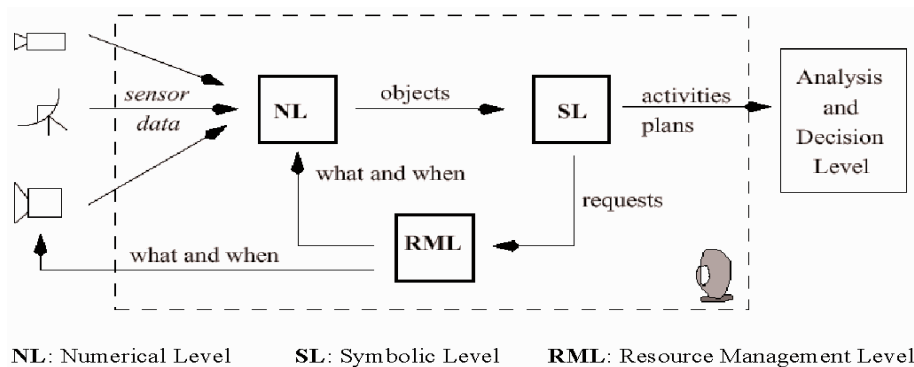 sensor
data
NL
objects
SL
activities
plans
Analysis
and
Decision
Level
what and when
requests
RML
what and when
NL: Numerical Level SL: Symbolic Level RML: Resource Management Level